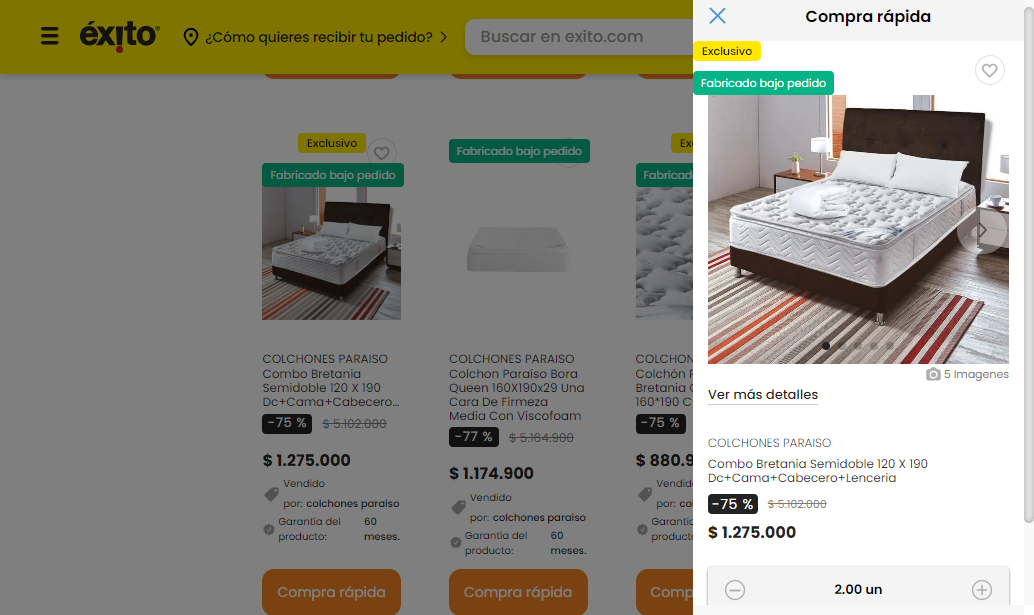 éxito
¿Cómo quieres recibir tu pedido?
Buscar en exito.com
Exclusivo
Fabricado bajo pedido
COLCHONES PARAISO
Combo Bretania
Semidoble 120 X 190
Dc+Cama+Cabecero...
-75 % $ 5.102.000
$ 1.275.000
Vendido
por: colchones paraiso
Garantía del 60
producto: meses.
Compra rápida
Fabricado bajo pedido
COLCHONES PARAISO
Colchon Paraiso Bora
Queen 160X190x29 Una
Cara De Firmeza
Media Con Viscofoam
-77 % $ 5.164.900
$ 1.174.900
Vendido
por: colchones paraiso
Garantía del 60
producto: meses.
Compra rápida
Ex
Fabricad
COLCHON
Colchón P
Bretania C
160*190 C
-75 %
$ 880.9
Vendid
por: co
Garantí
product
Comp
Compra rápida
Exclusivo
Fabricado bajo pedido
5 Imagenes
Ver más detalles
COLCHONES PARAISO
Combo Bretania Semidoble 120 X 190
Dc+Cama+Cabecero+Lenceria
-75 % $ 5.102.000
$ 1.275.000
2.00 un